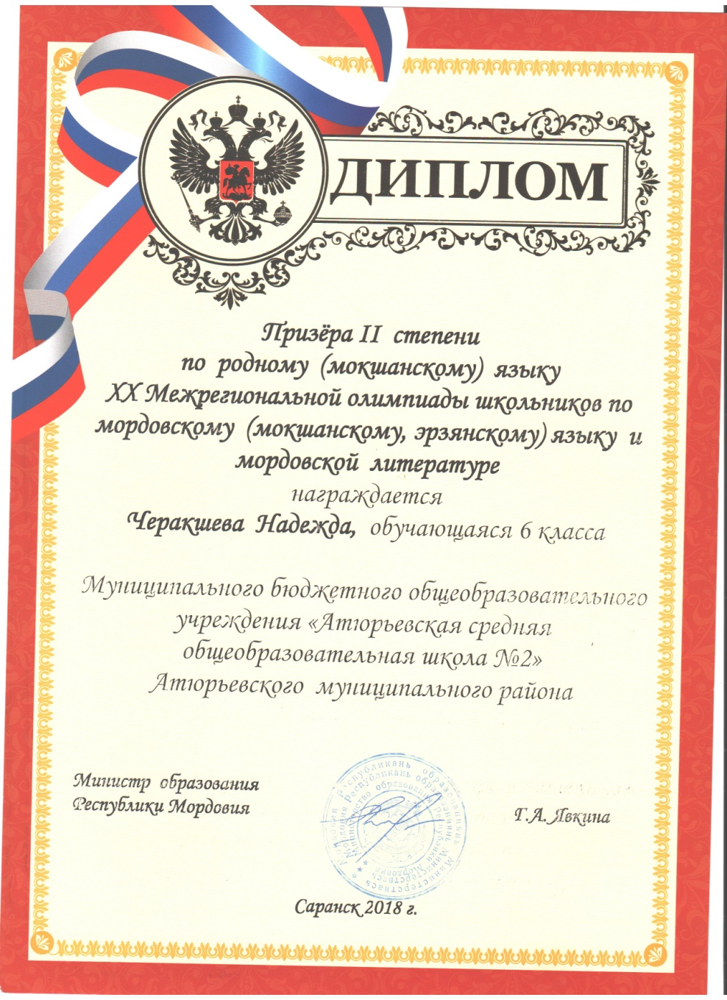 ДИПЛОМ
Призёра II степени
по родному (мокшанскому) языку
XX Межрегиональной олимпиады школьников по
мордовскому (мокшанскому, эрзянскому) языку и
мордовской литературе
награждается
Черакшева Надежда, обучающаяся 6 класса
Муниципального бюджетного общеобразовательного
учреждения «Атюрьевская средняя
общеобразовательная школа №2»
Атюрьевского муниципального района
Министр образования
Республики Мордовия
Г.А. Явкина
Саранск 2018 г.